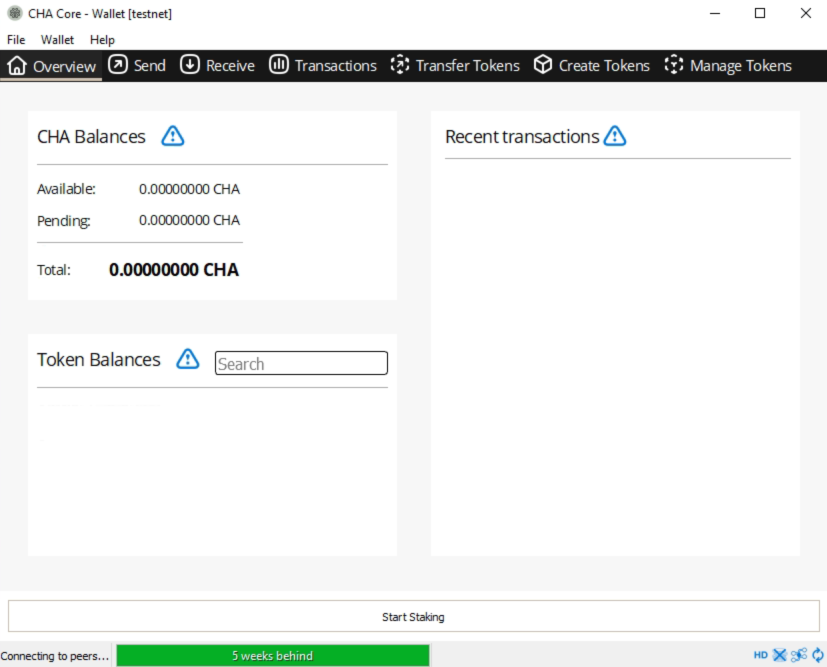 CHA Core - Wallet [testnet]
File Wallet Help
Overview Send Receive Transactions Transfer Tokens Create Tokens Manage Tokens
CHA Balances
Available: 0.00000000 CHA
Pending: 0.00000000 CHA
Total: 0.00000000 CHA
Token Balances Search
Recent transactions
Start Staking
Connecting to peers... 5 weeks behind HD